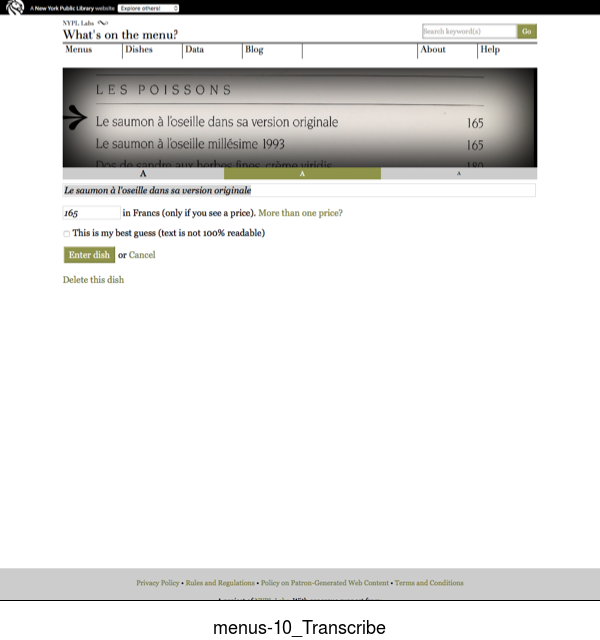 A New York Public Library website Explore others!
NYPL Labs
What's on the menu?
Search keyword(s) Go
Menus Dishes Data Blog About Help
LES POISSONS
Le saumon à l'oseille dans sa version originale 165
Le saumon à l'oseille millésime 1993 165
Dos de sandre aux herbes fines, crème viridis 180
A A A
Le saumon à l'oseille dans sa version originale
165 in Francs (only if you see a price). More than one price?
This is my best guess (text is not 100% readable)
Enter dish or Cancel
Delete this dish
Privacy Policy • Rules and Regulations • Policy on Patron-Generated Web Content • Terms and Conditions
menus-10_Transcribe